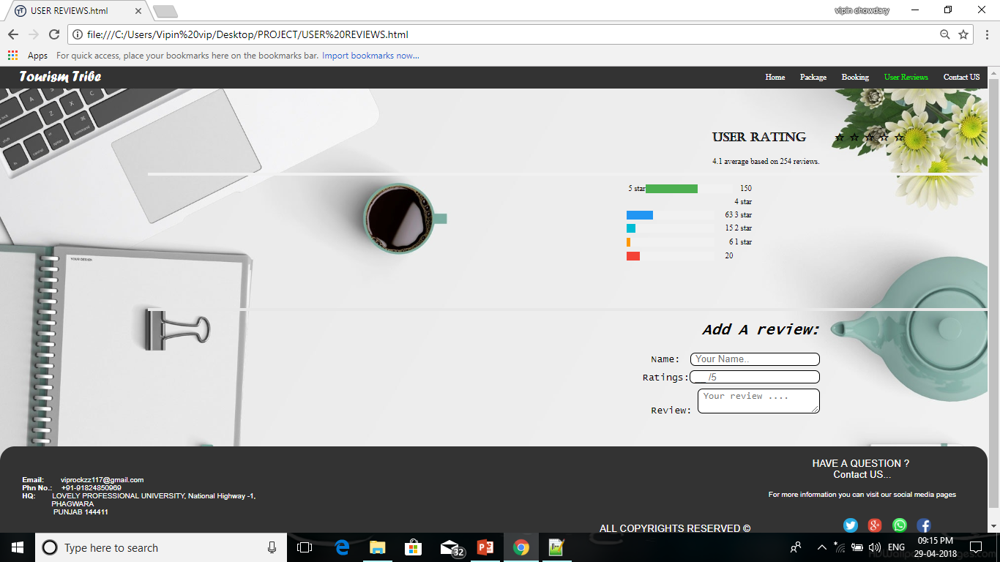 USER REVIEWS.html
vipin chowdary
file:///C:/Users/Vipin%20vip/Desktop/PROJECT/USER%20REVIEWS.html
Apps For quick access, place your bookmarks here on the bookmarks bar. Import bookmarks now...
Tourism Tribe Home Package Booking User Reviews Contact US
USER RATING ☆ ☆ ☆ ☆ ☆
4.1 average based on 254 reviews.
5 star 150
4 star
63 3 star
15 2 star
6 1 star
20
YOUR DESIGN
Add A review:
Name: Your Name..
Ratings: __ /5
Review: Your review ....
HAVE A QUESTION ?
Contact US...
Email: viprockzz117@gmail.com
Phn No.: +91-91824850969
HQ: LOVELY PROFESSIONAL UNIVERSITY, National Highway -1,
PHAGWARA
PUNJAB 144411
For more information you can visit our social media pages
ALL COPYRIGHTS RESERVED ©
Type here to search
32
ENG
09:15 PM
29-04-2018